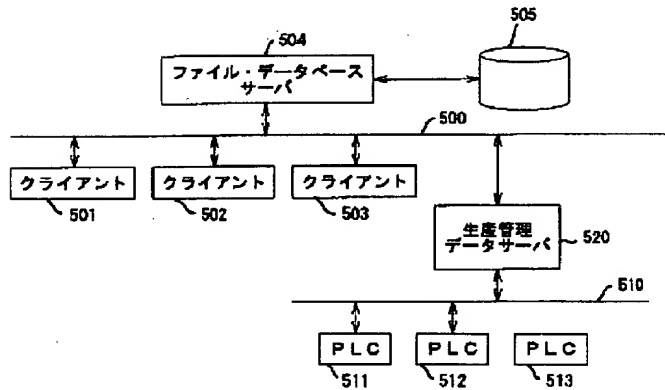 504
505
ファイル・データベース
サーバ
500
クライアント
クライアント
クライアント
501
502
503
生産管理
データサーバ
520
510
PLC
PLC
PLC
511
512
513